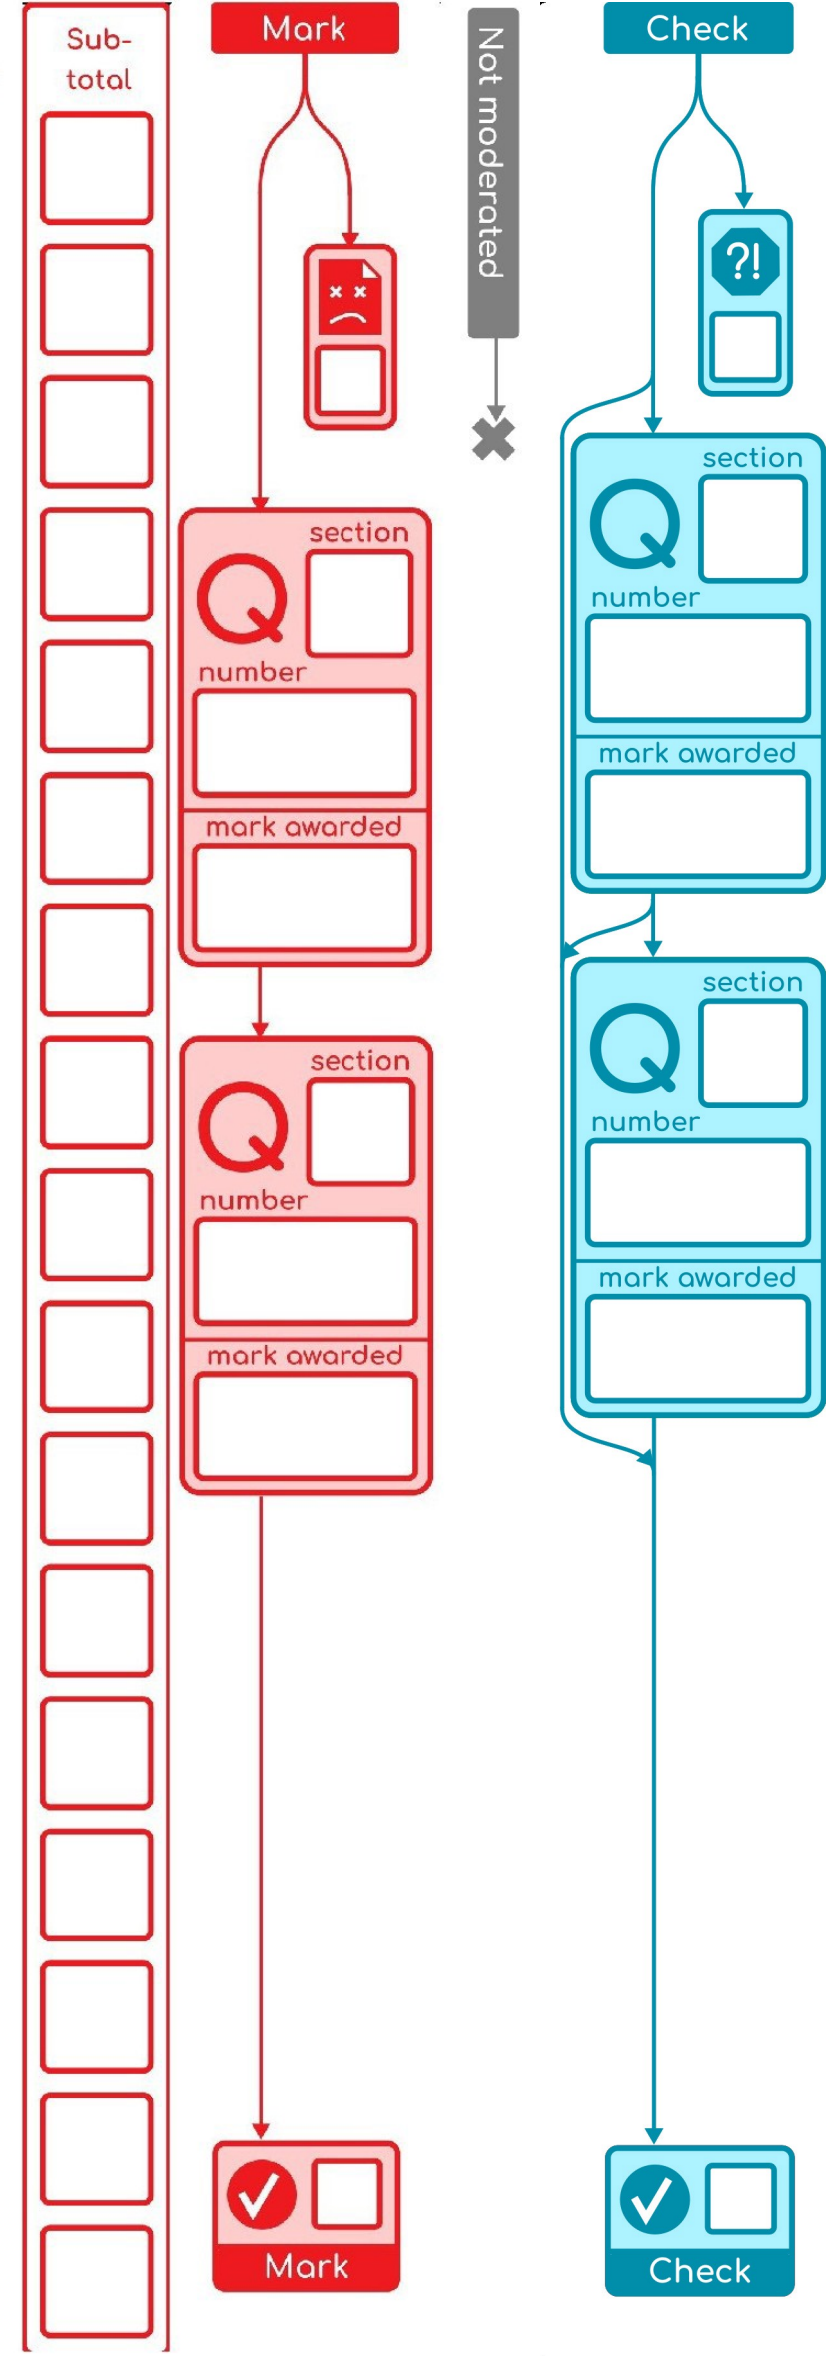 Sub-
total
Mark
section
Q
number
mark awarded
section
Q
number
mark awarded
Mark
Not moderated
Check
?!
section
Q
number
mark awarded
section
Q
number
mark awarded
Check